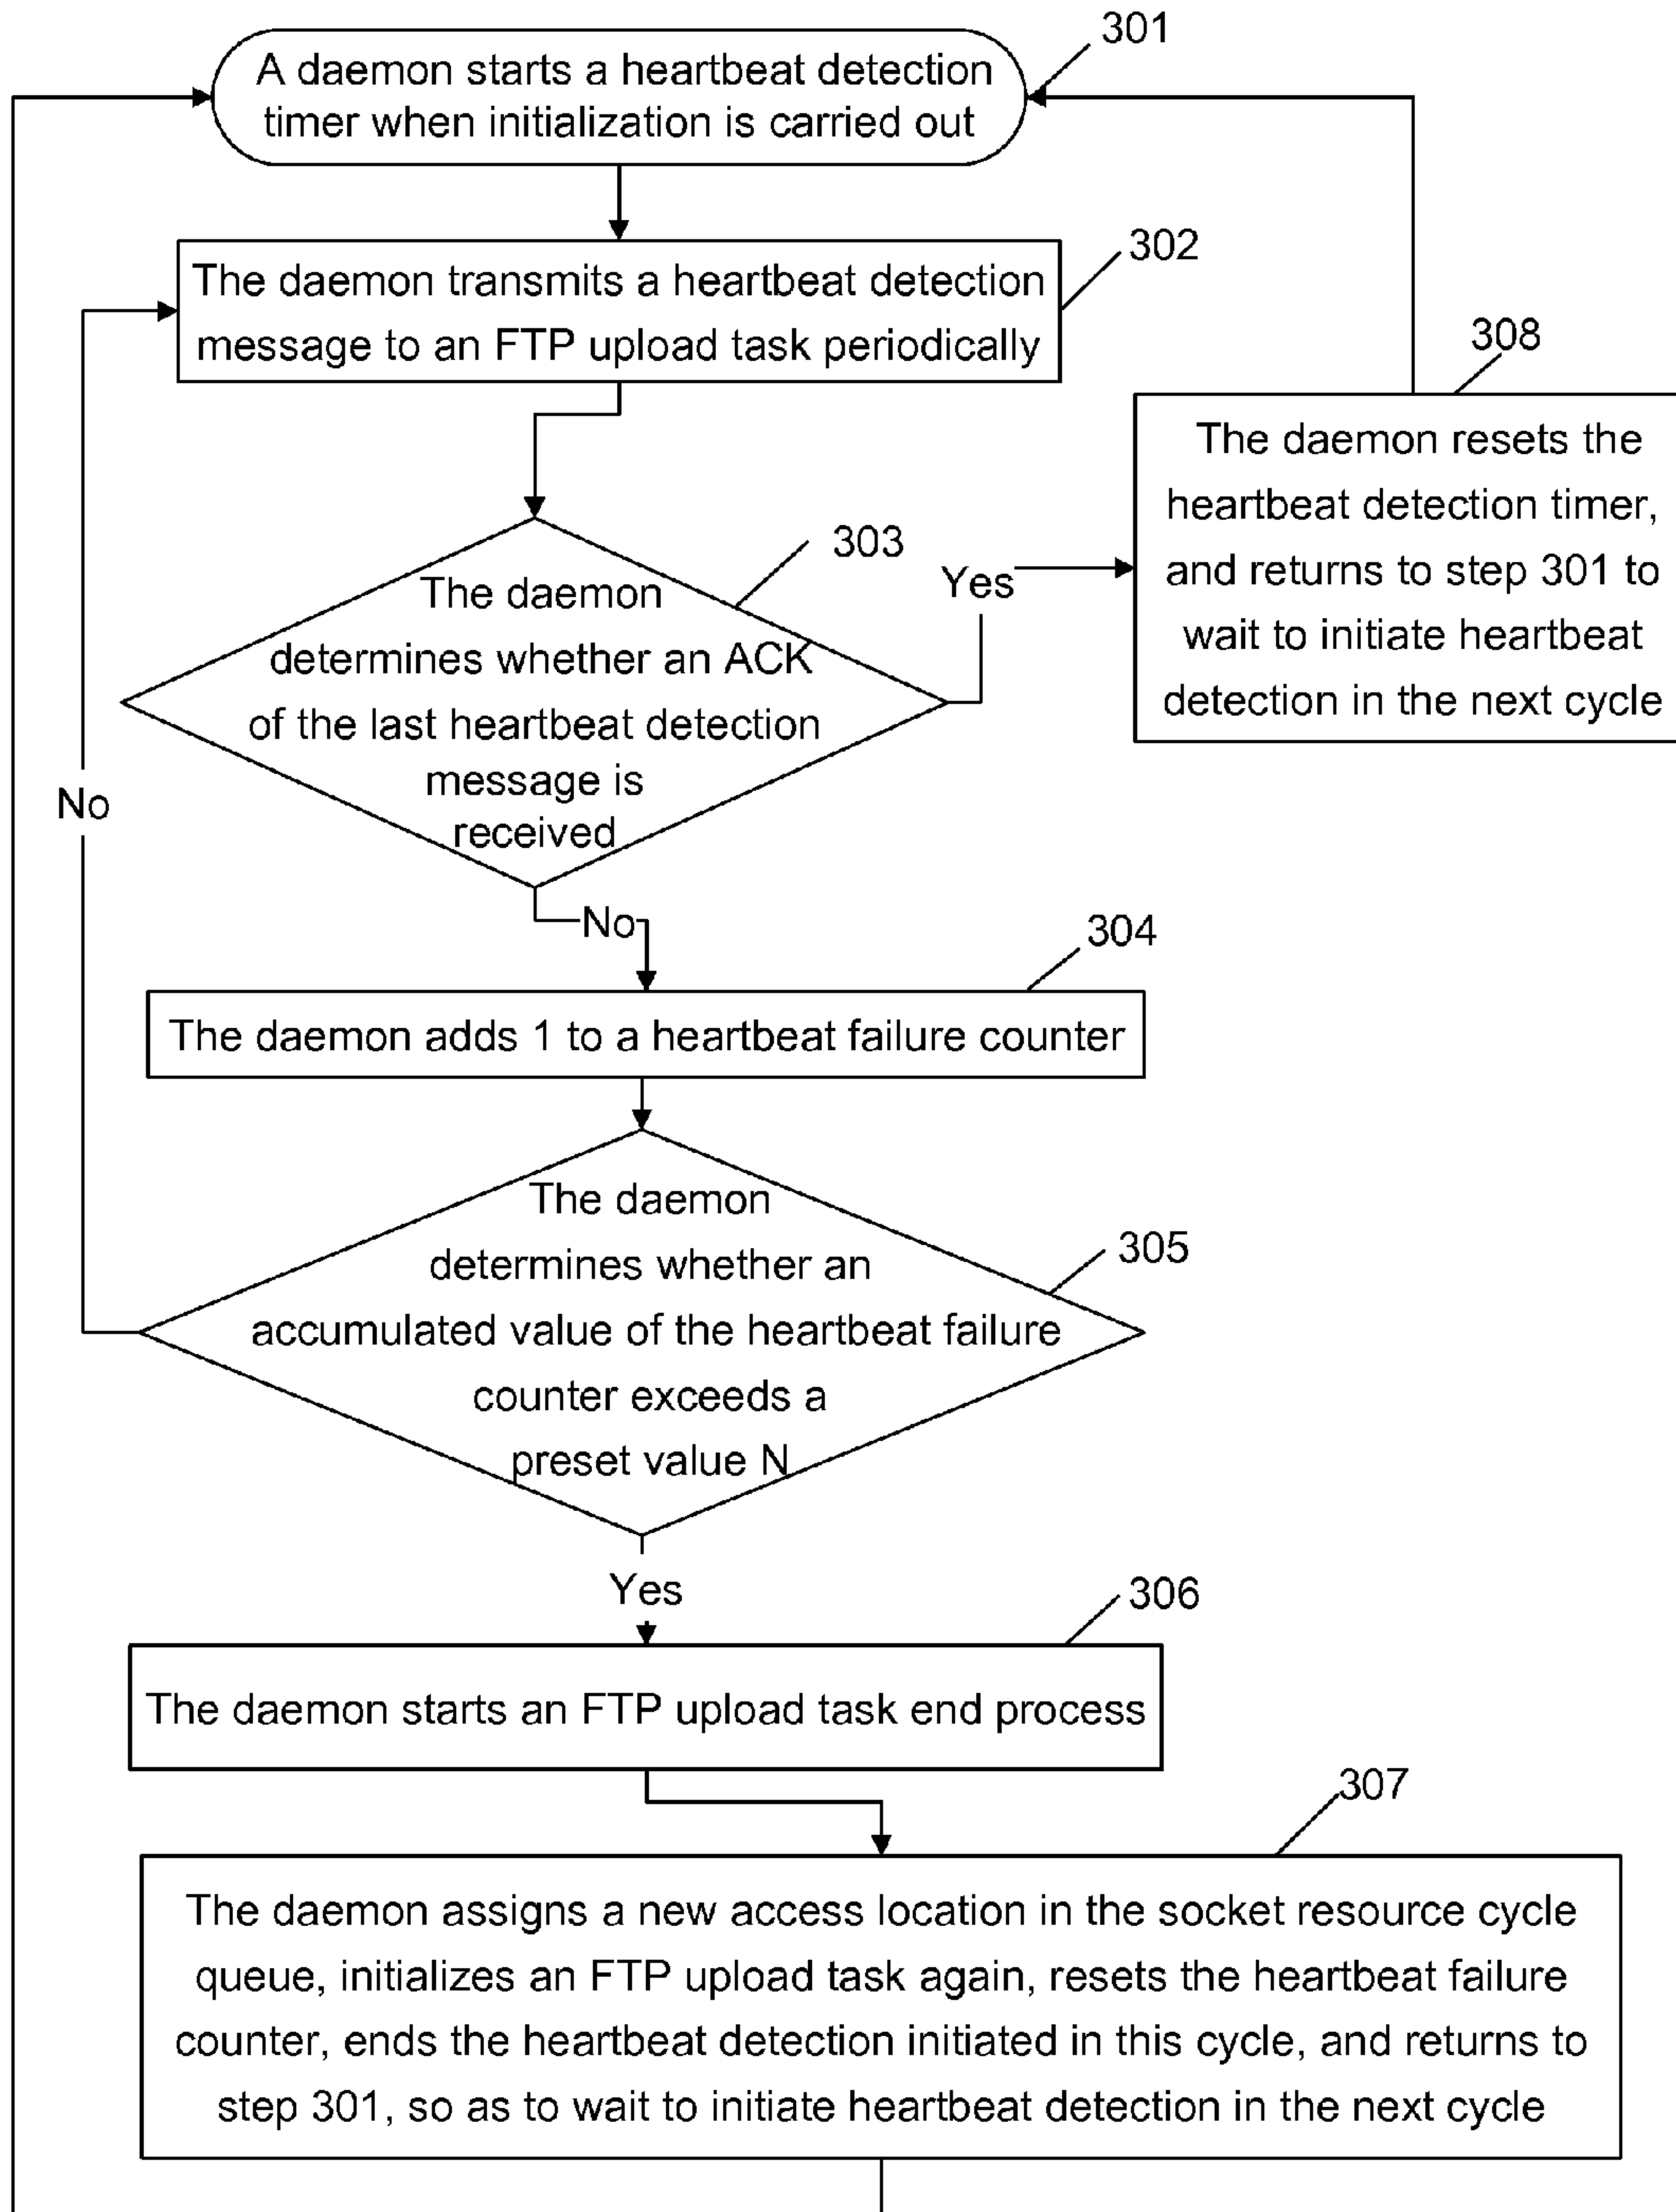 301
A daemon starts a heartbeat detection
timer when initialization is carried out
302
The daemon transmits a heartbeat detection
message to an FTP upload task periodically
308
The daemon resets the
heartbeat detection timer,
and returns to step 301 to
wait to initiate heartbeat
detection in the next cycle
303
Yes
The daemon
determines whether an ACK
of the last heartbeat detection
message is
received
No
No
304
The daemon adds 1 to a heartbeat failure counter
305
The daemon
determines whether an
accumulated value of the heartbeat failure
counter exceeds a
preset value N
Yes
306
The daemon starts an FTP upload task end process
307
The daemon assigns a new access location in the socket resource cycle
queue, initializes an FTP upload task again, resets the heartbeat failure
counter, ends the heartbeat detection initiated in this cycle, and returns to
step 301, so as to wait to initiate heartbeat detection in the next cycle